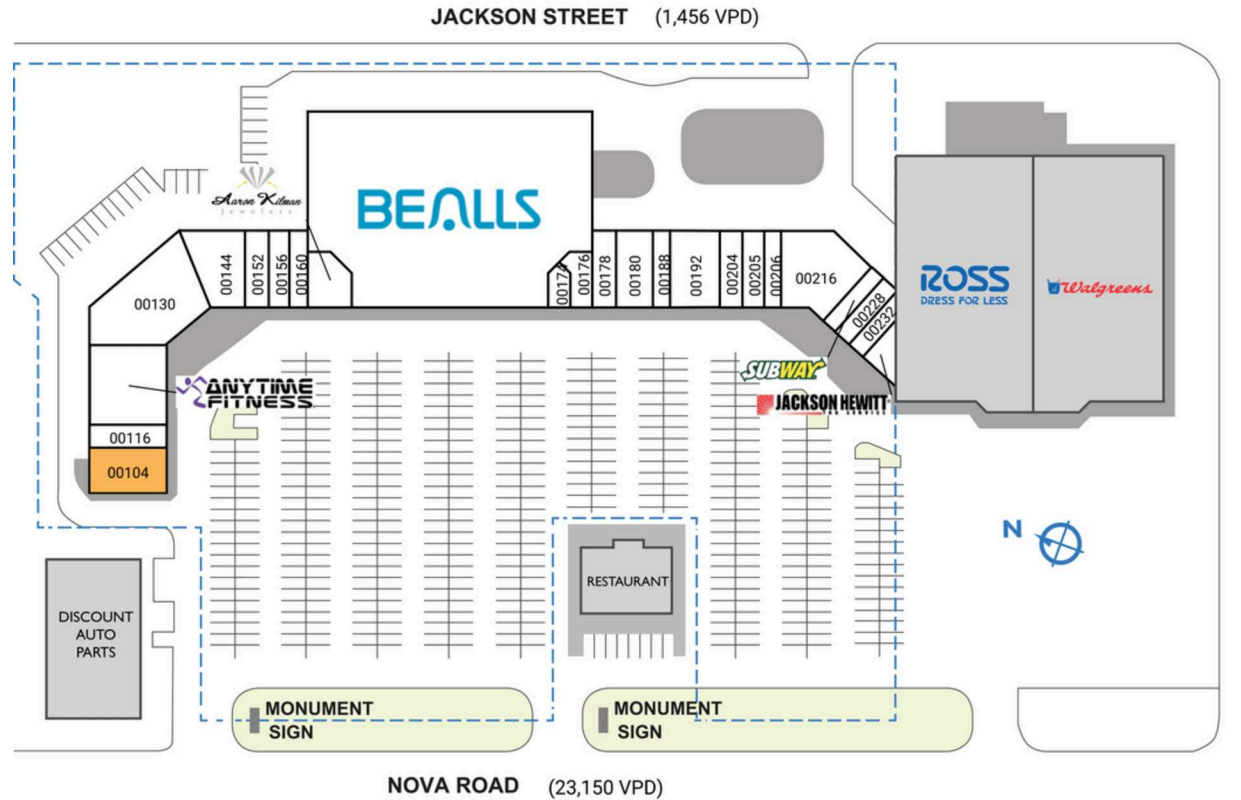 JACKSON STREET (1,456 VPD)
Aaron Kilman
Jewelers
BEALLS
00144
00152
00156
00160
00174
00176
00178
00180
00188
00192
00204
00205
00206
00216
00228
00232
00130
ROSS
DRESS FOR LESS
Walgreens
ANYTIME
FITNESS
SUBWAY
JACKSON HEWITT
TAX SERVICE
00116
00104
N
RESTAURANT
DISCOUNT
AUTO
PARTS
MONUMENT
SIGN
MONUMENT
SIGN
NOVA ROAD (23,150 VPD)